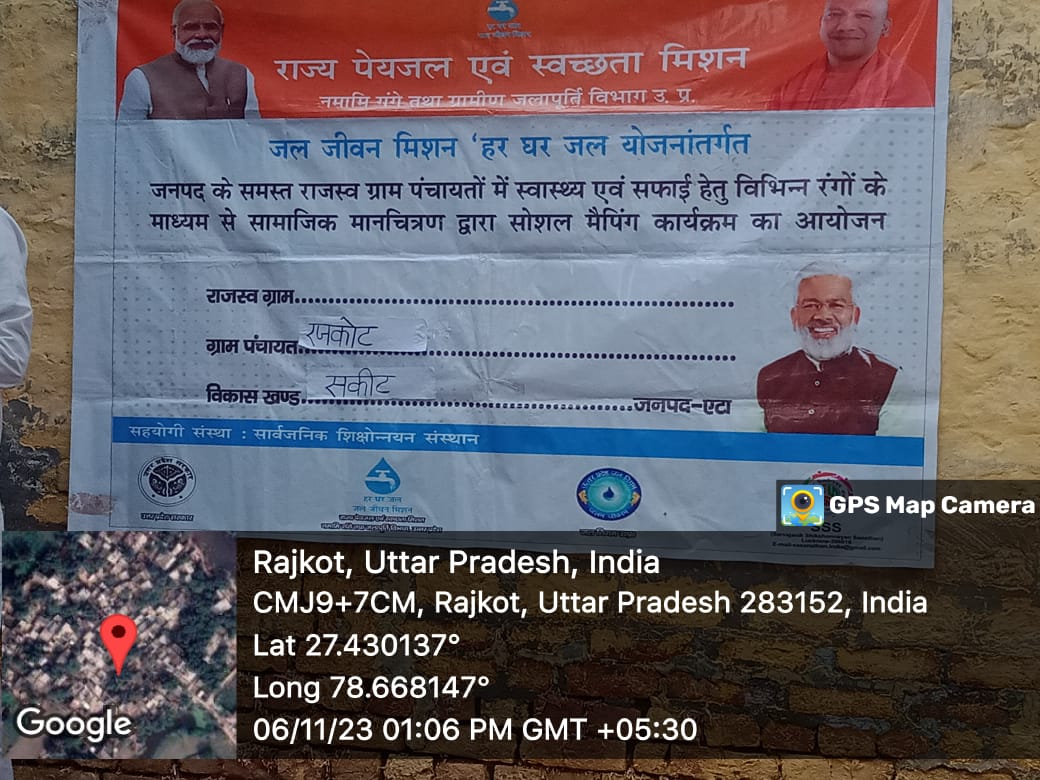 राज्य पेयजल एवं स्वच्छता मिशन
नमामि गंगे तथा ग्रामीण जलापूर्ति विभाग उ. प्र.
जल जीवन मिशन 'हर घर जल योजनांतर्गत
जनपद के समस्त राजस्व ग्राम पंचायतों में स्वास्थ्य एवं सफाई हेतु विभिन्न रंगों के
माध्यम से सामाजिक मानचित्रण द्वारा सोशल मैपिंग कार्यक्रम का आयोजन
राजस्व ग्राम
ग्राम पंचायत रजकोट
विकास खण्ड सकीट जनपद-एटा
सहयोगी संस्था : सार्वजनिक शिक्षोन्नयन संस्थान
उत्तर प्रदेश सरकार
हर घर जल
जल जीवन मिशन
SSS
GPS Map Camera
Google
Rajkot, Uttar Pradesh, India
CMJ9+7CM, Rajkot, Uttar Pradesh 283152, India
Lat 27.430137°
Long 78.668147°
06/11/23 01:06 PM GMT +05:30